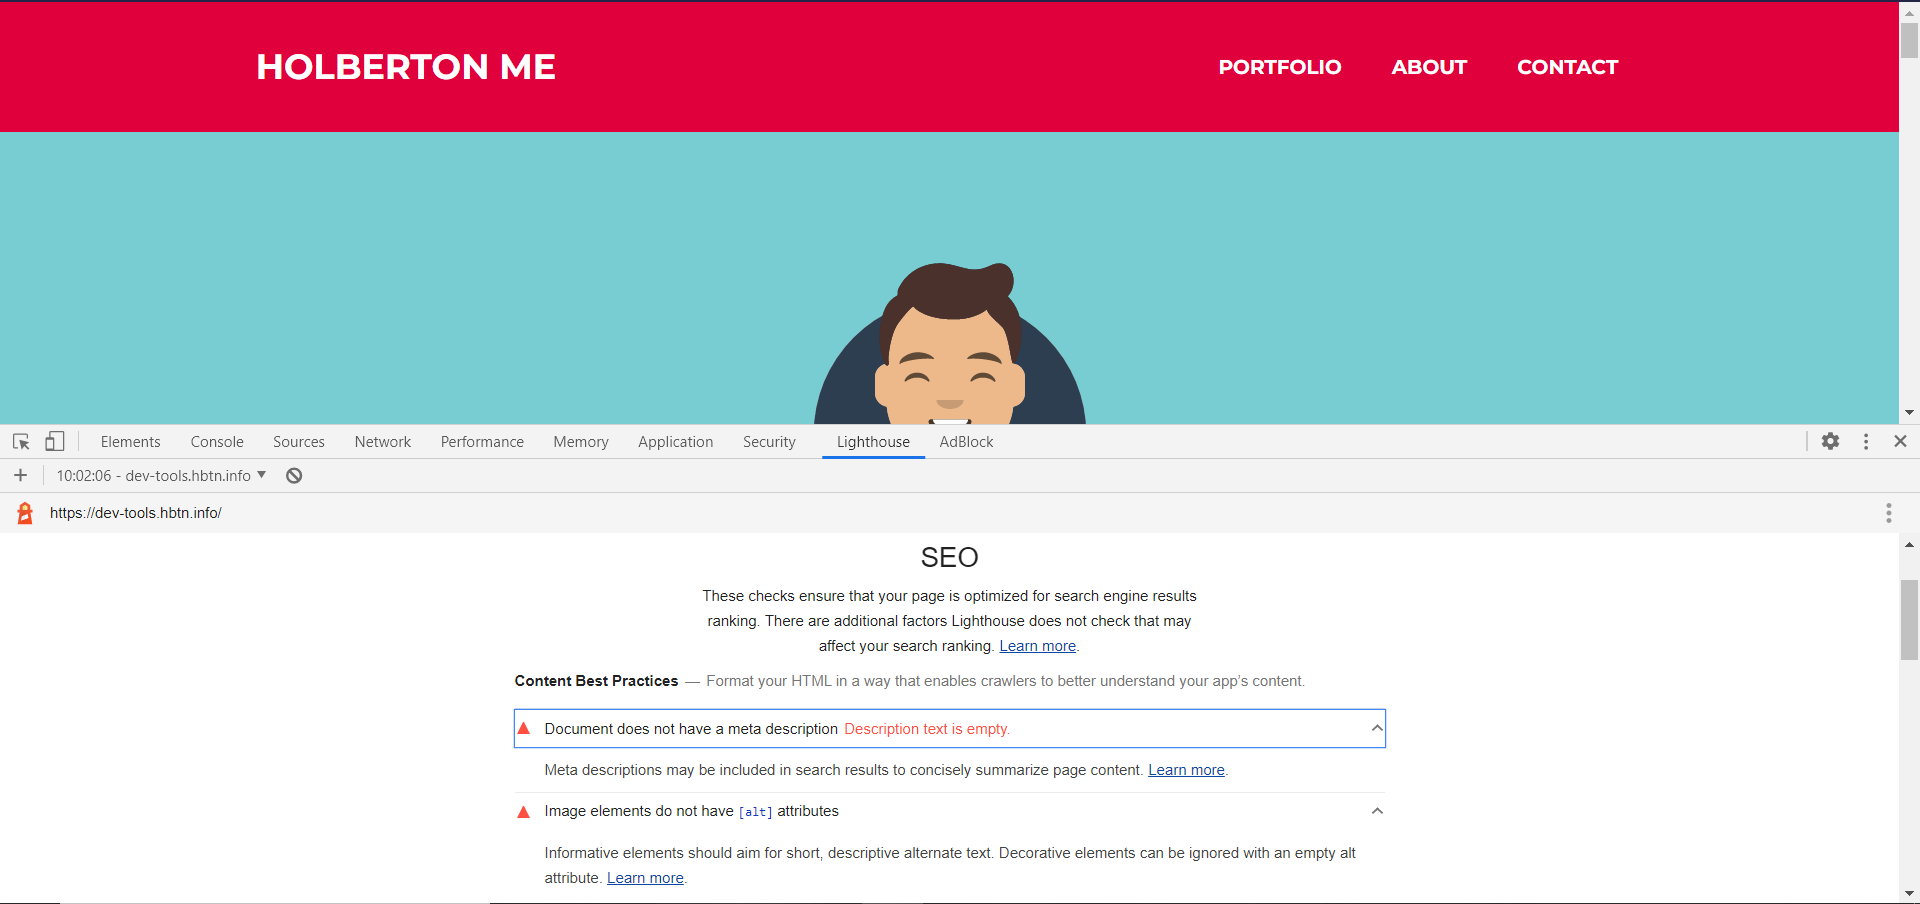 HOLBERTON ME
PORTFOLIO ABOUT CONTACT
Elements Console Sources Network Performance Memory Application Security Lighthouse AdBlock
10:02:06 - dev-tools.hbtn.info
https://dev-tools.hbtn.info/
SEO
These checks ensure that your page is optimized for search engine results
ranking. There are additional factors Lighthouse does not check that may
affect your search ranking. Learn more.
Content Best Practices — Format your HTML in a way that enables crawlers to better understand your app's content.
Document does not have a meta description Description text is empty.
Meta descriptions may be included in search results to concisely summarize page content. Learn more.
Image elements do not have [alt] attributes
Informative elements should aim for short, descriptive alternate text. Decorative elements can be ignored with an empty alt
attribute. Learn more.